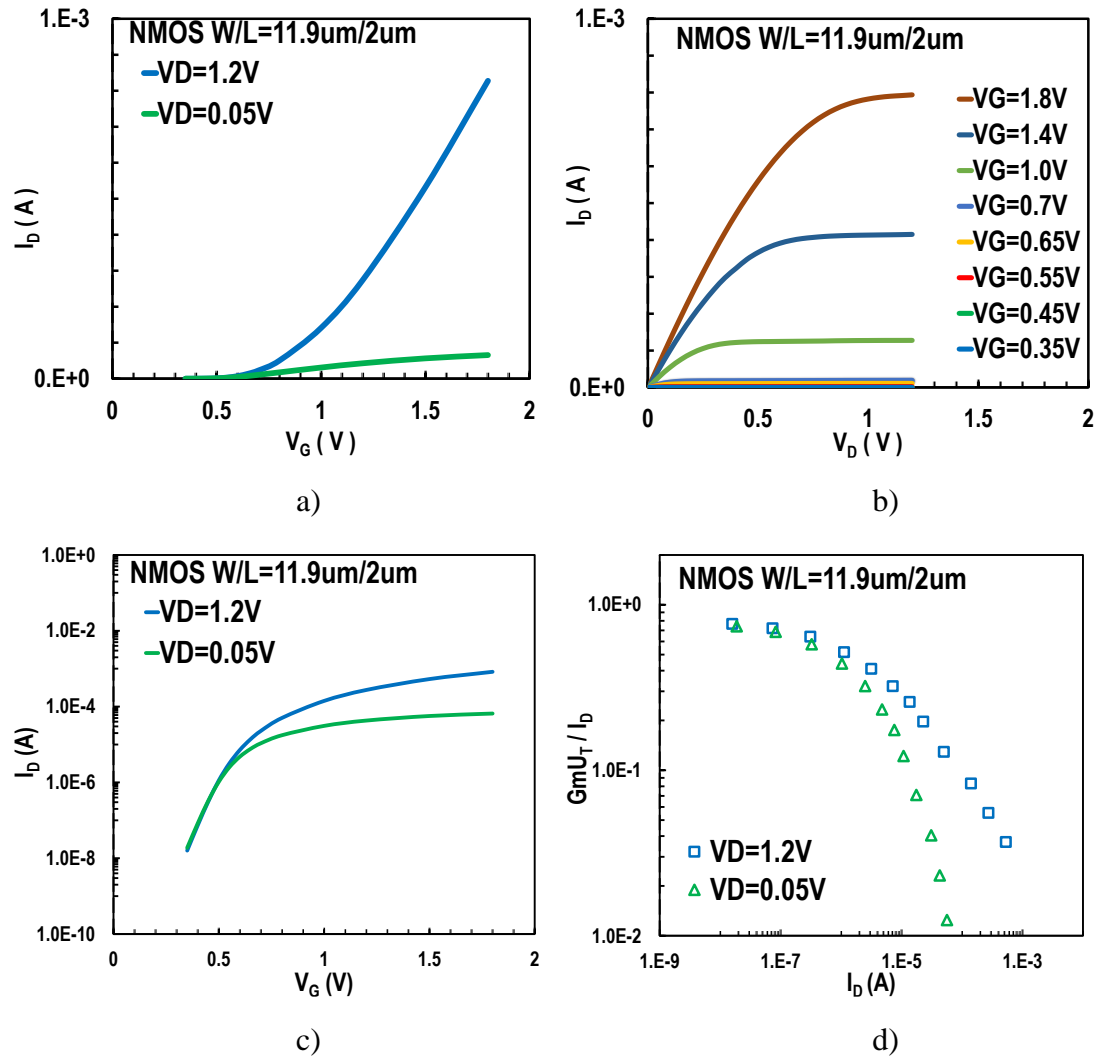 1.E-3
NMOS W/L=11.9um/2um
VD=1.2V
VD=0.05V
I_D ( A )
0.E+0
0 0.5 1 1.5 2
V_G ( V )
a)
1.E-3
NMOS W/L=11.9um/2um
VG=1.8V
VG=1.4V
VG=1.0V
VG=0.7V
VG=0.65V
VG=0.55V
VG=0.45V
VG=0.35V
I_D ( A )
0.E+0
0 0.5 1 1.5 2
V_D ( V )
b)
1.0E+0
NMOS W/L=11.9um/2um
VD=1.2V
1.0E-2
VD=0.05V
1.0E-4
I_D (A)
1.0E-6
1.0E-8
1.0E-10
0 0.5 1 1.5 2
V_G (V)
c)
NMOS W/L=11.9um/2um
1.0E+0
GmU_T / I_D
1.0E-1
VD=1.2V
VD=0.05V
1.0E-2
1.E-9 1.E-7 1.E-5 1.E-3
I_D (A)
d)